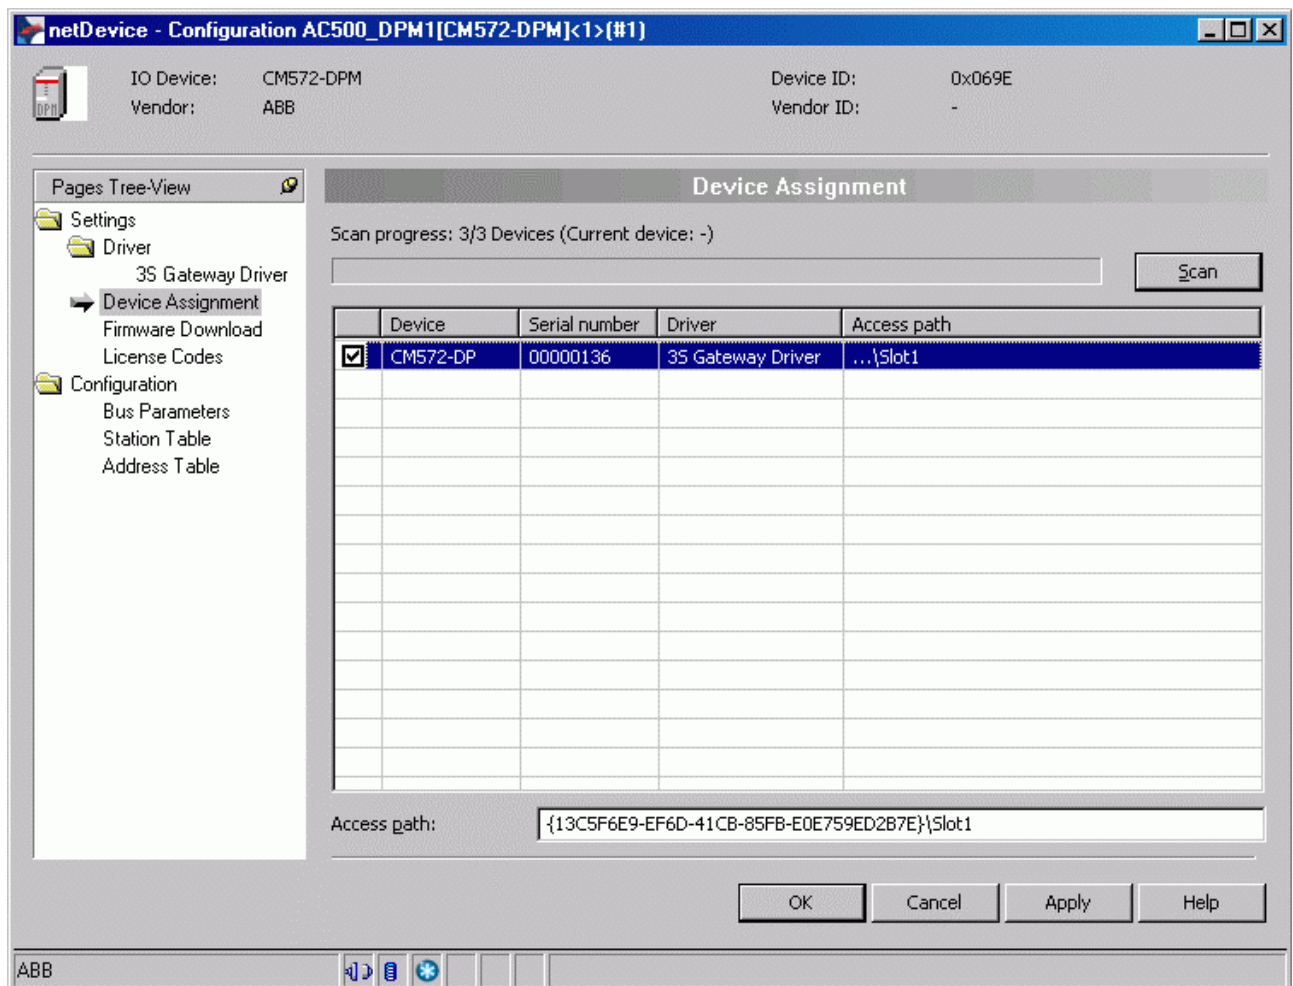 netDevice - Configuration AC500_DPM1[CM572-DPM]<1>(#1)
IO Device: CM572-DPM Device ID: 0x069E
Vendor: ABB Vendor ID: -
DPM
Pages Tree-View
Device Assignment
Settings
Driver
3S Gateway Driver
Device Assignment
Firmware Download
License Codes
Configuration
Bus Parameters
Station Table
Address Table
Scan progress: 3/3 Devices (Current device: -)
Scan
Device Serial number Driver Access path
CM572-DP 00000136 3S Gateway Driver ...\Slot1
Access path: {13C5F6E9-EF6D-41CB-85FB-E0E759ED2B7E}\Slot1
OK Cancel Apply Help
ABB